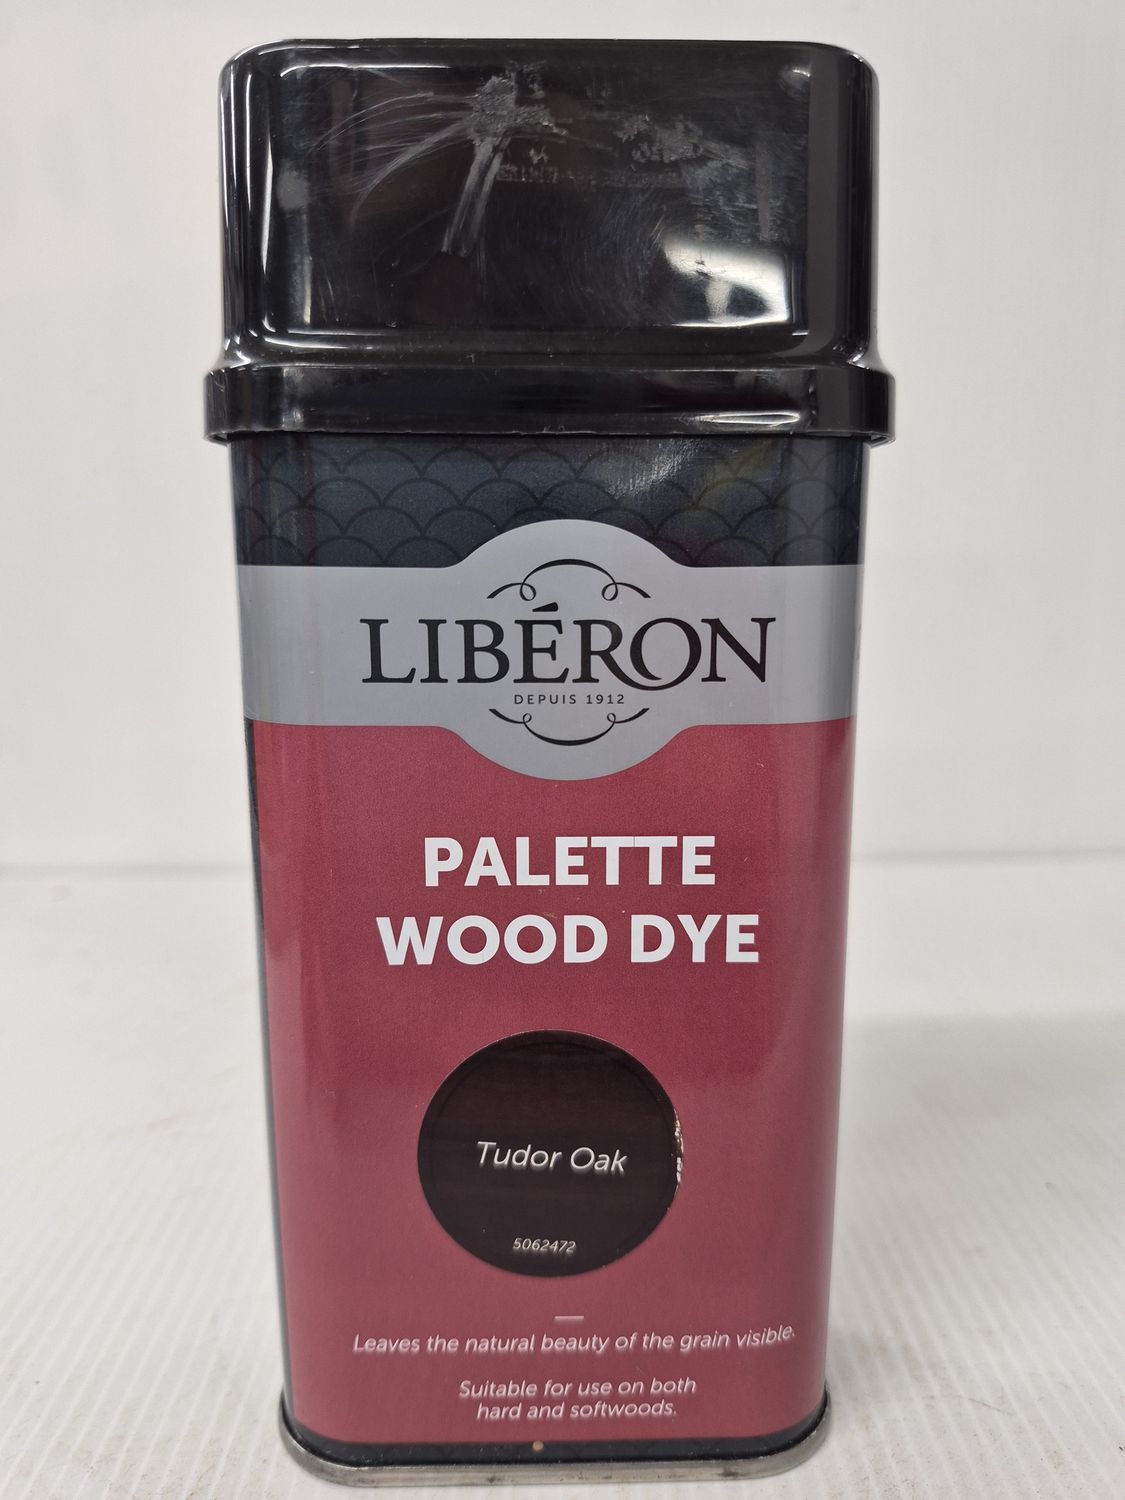 LIBÉRON
DEPUIS 1912
PALETTE
WOOD DYE
Tudor Oak
5062472
Leaves the natural beauty of the grain visible.
Suitable for use on both
hard and softwoods.